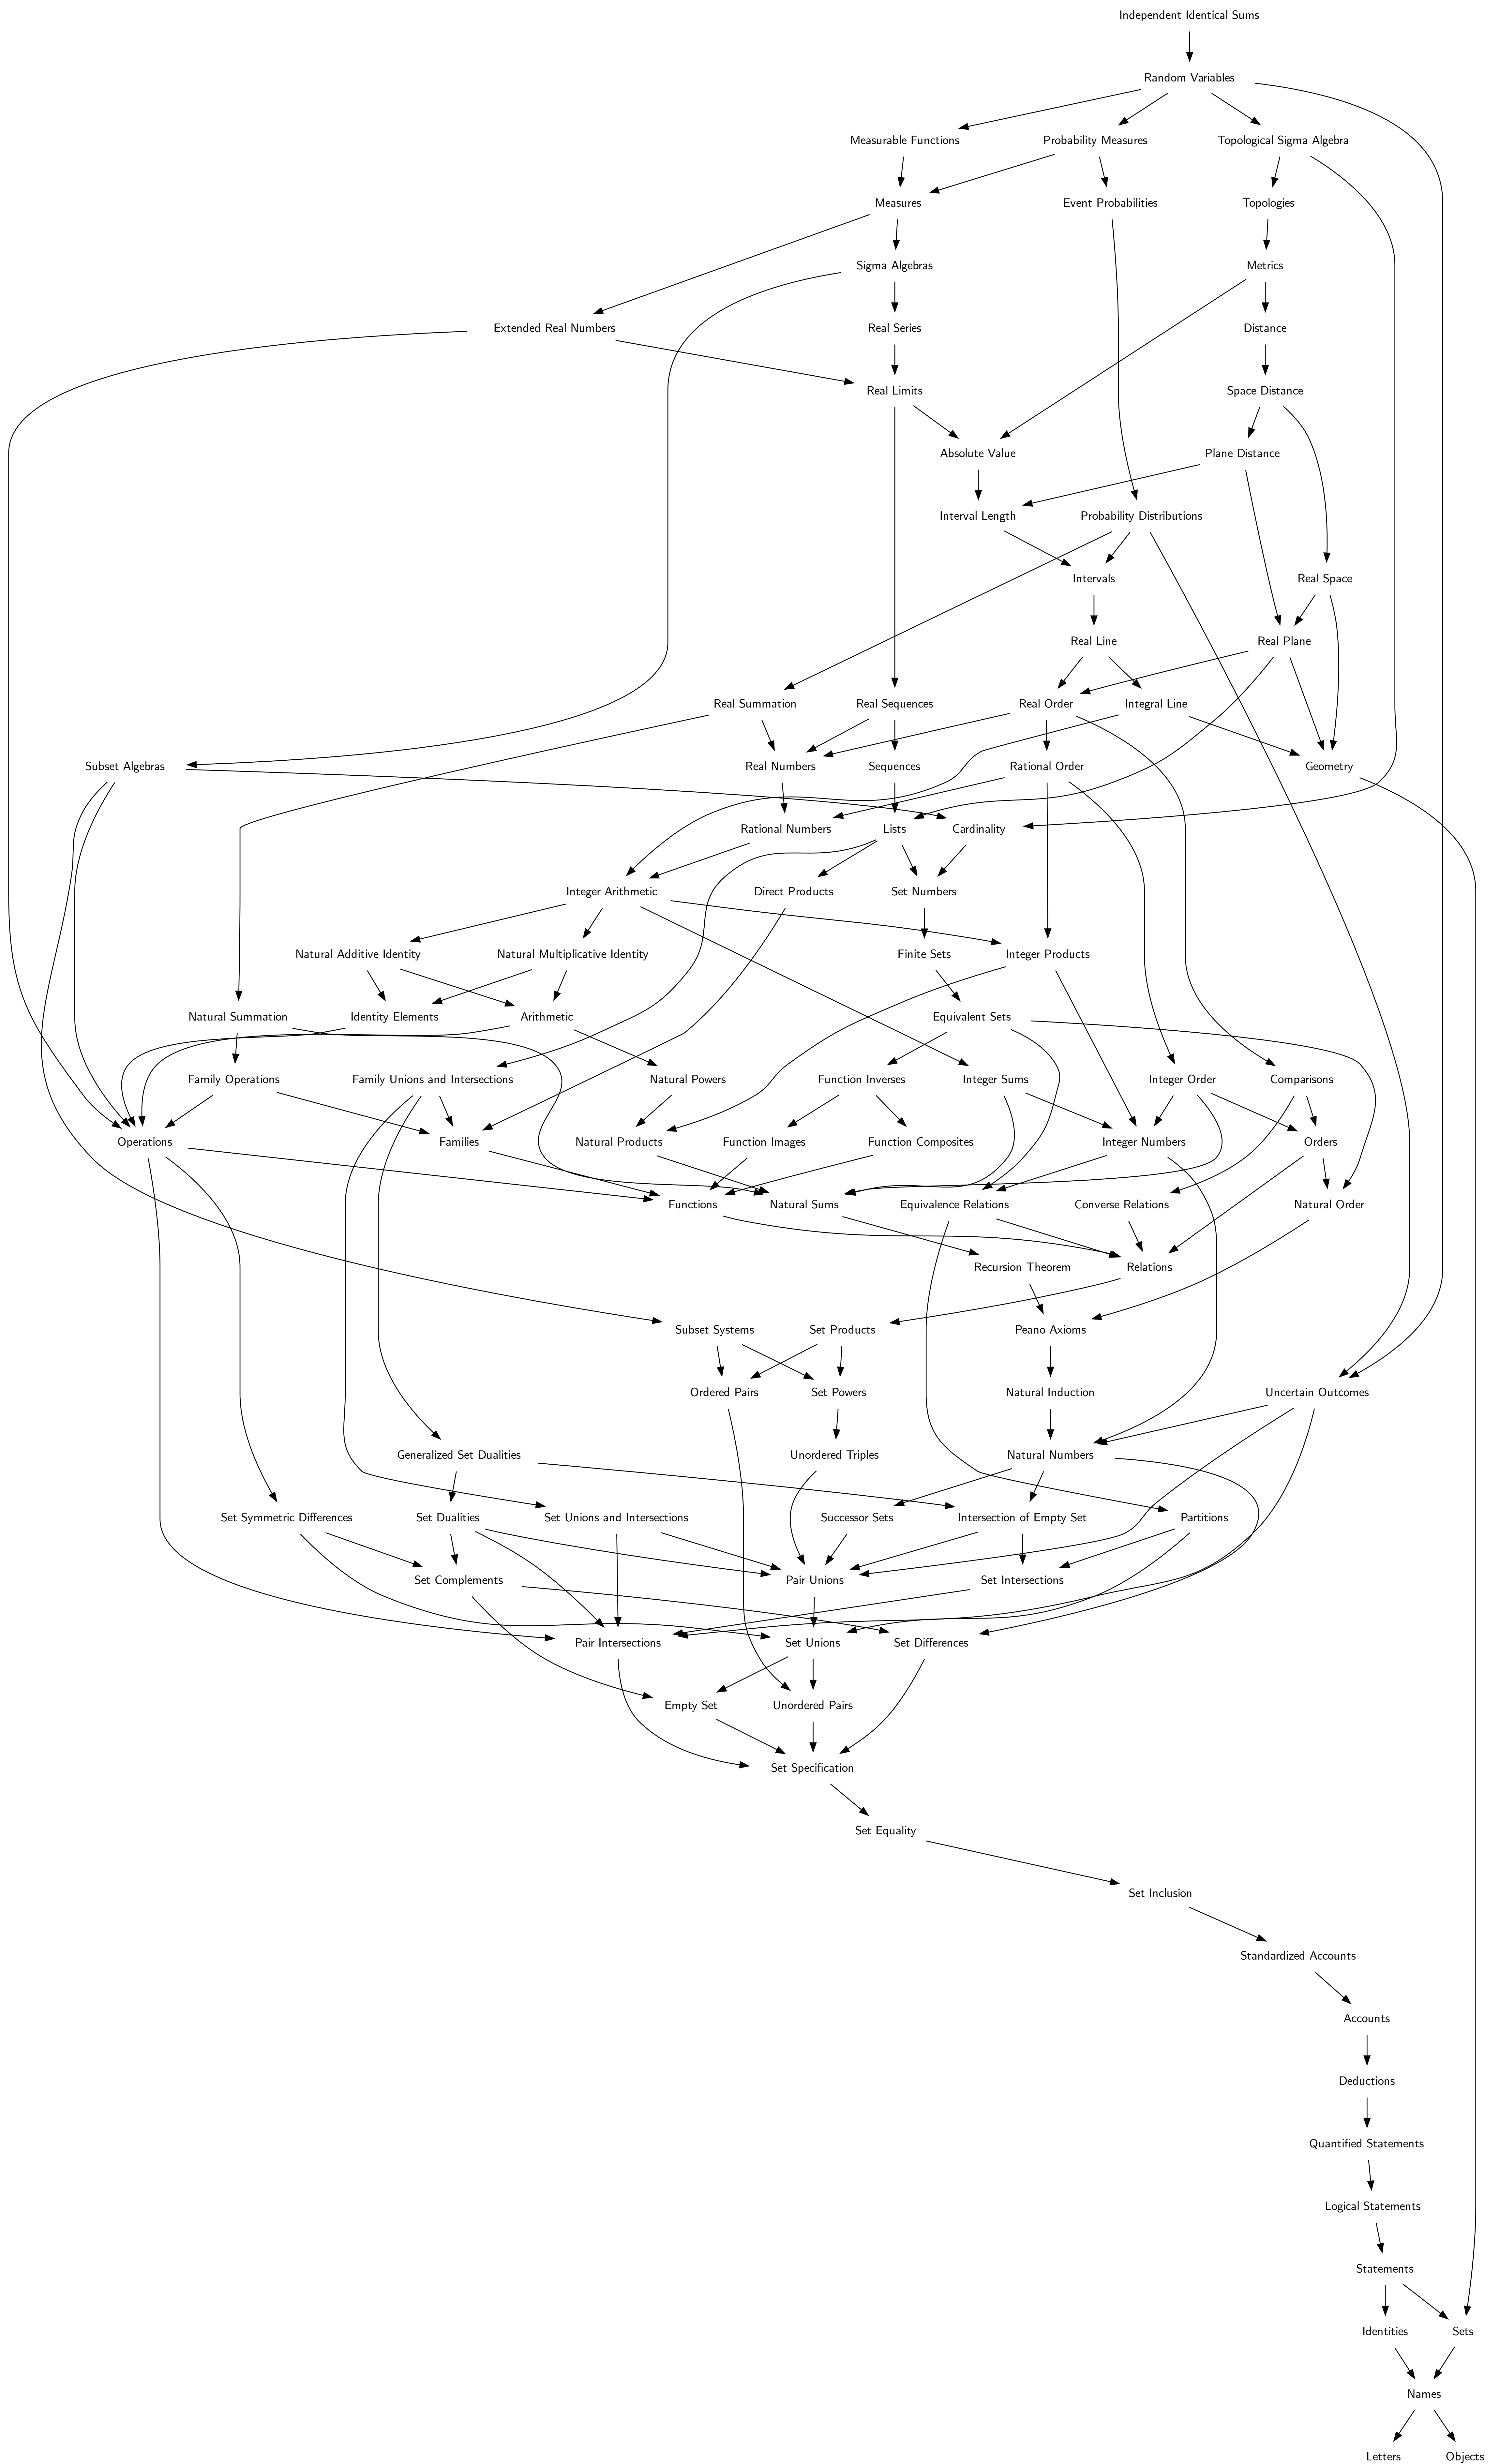 Independent Identical Sums
Random Variables
Measurable Functions
Probability Measures
Topological Sigma Algebra
Measures
Event Probabilities
Topologies
Sigma Algebras
Metrics
Extended Real Numbers
Real Series
Distance
Real Limits
Space Distance
Absolute Value
Plane Distance
Interval Length
Probability Distributions
Intervals
Real Space
Real Line
Real Plane
Real Summation
Real Sequences
Real Order
Integral Line
Subset Algebras
Real Numbers
Sequences
Rational Order
Geometry
Rational Numbers
Lists
Cardinality
Integer Arithmetic
Direct Products
Set Numbers
Natural Additive Identity
Natural Multiplicative Identity
Finite Sets
Integer Products
Natural Summation
Identity Elements
Arithmetic
Equivalent Sets
Family Operations
Family Unions and Intersections
Natural Powers
Function Inverses
Integer Sums
Integer Order
Comparisons
Operations
Families
Natural Products
Function Images
Function Composites
Integer Numbers
Orders
Functions
Natural Sums
Equivalence Relations
Converse Relations
Natural Order
Recursion Theorem
Relations
Subset Systems
Set Products
Peano Axioms
Ordered Pairs
Set Powers
Natural Induction
Uncertain Outcomes
Generalized Set Dualities
Unordered Triples
Natural Numbers
Set Symmetric Differences
Set Dualities
Set Unions and Intersections
Successor Sets
Intersection of Empty Set
Partitions
Set Complements
Pair Unions
Set Intersections
Pair Intersections
Set Unions
Set Differences
Empty Set
Unordered Pairs
Set Specification
Set Equality
Set Inclusion
Standardized Accounts
Accounts
Deductions
Quantified Statements
Logical Statements
Statements
Identities
Sets
Names
Letters
Objects